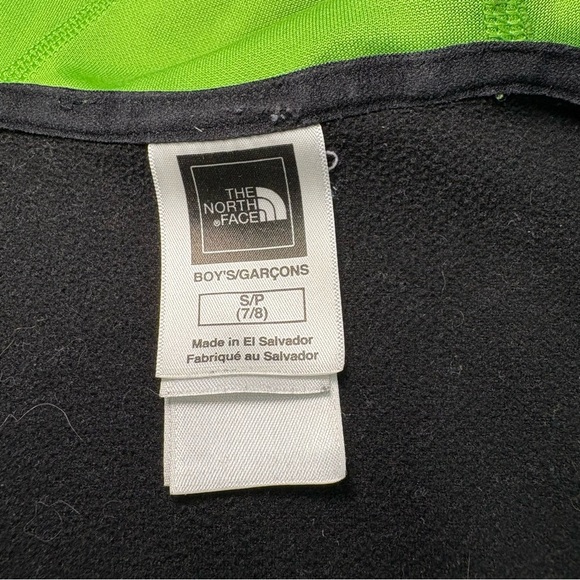 THE
NORTH
®FACE
BOY'S/GARÇONS
S/P
(7/8)
Made in El Salvador
Fabriqué au Salvador